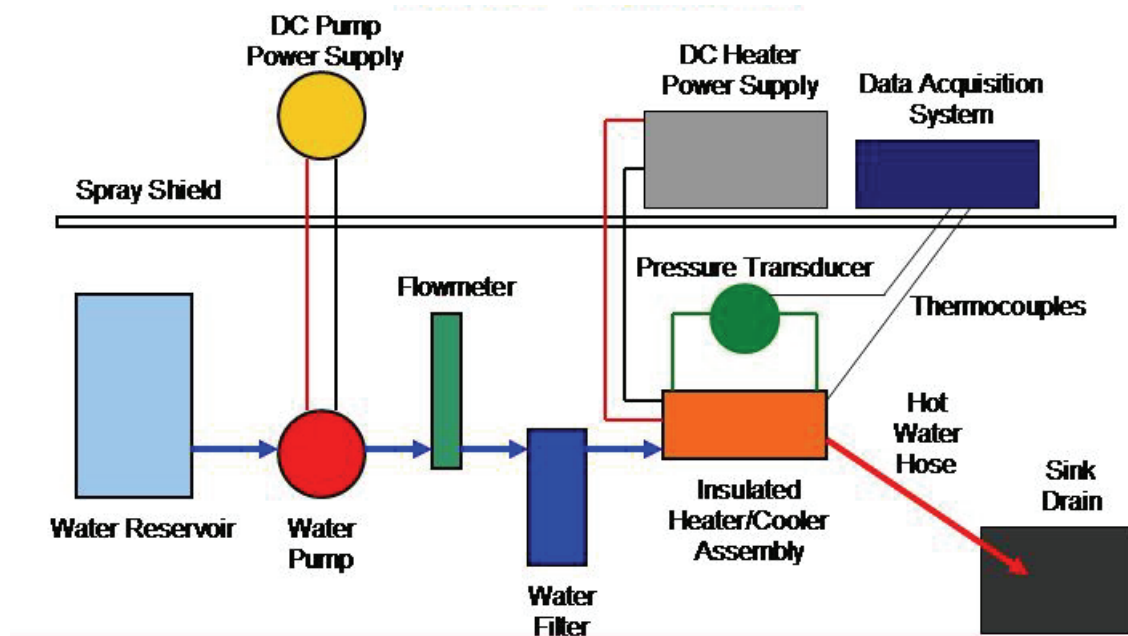 DC Pump
Power Supply
DC Heater
Power Supply
Data Acquisition
System
Spray Shield
Pressure Transducer
Flowmeter
Thermocouples
Hot
Water
Hose
Sink
Drain
Water Reservoir
Water
Pump
Insulated
Heater/Cooler
Assembly
Water
Filter